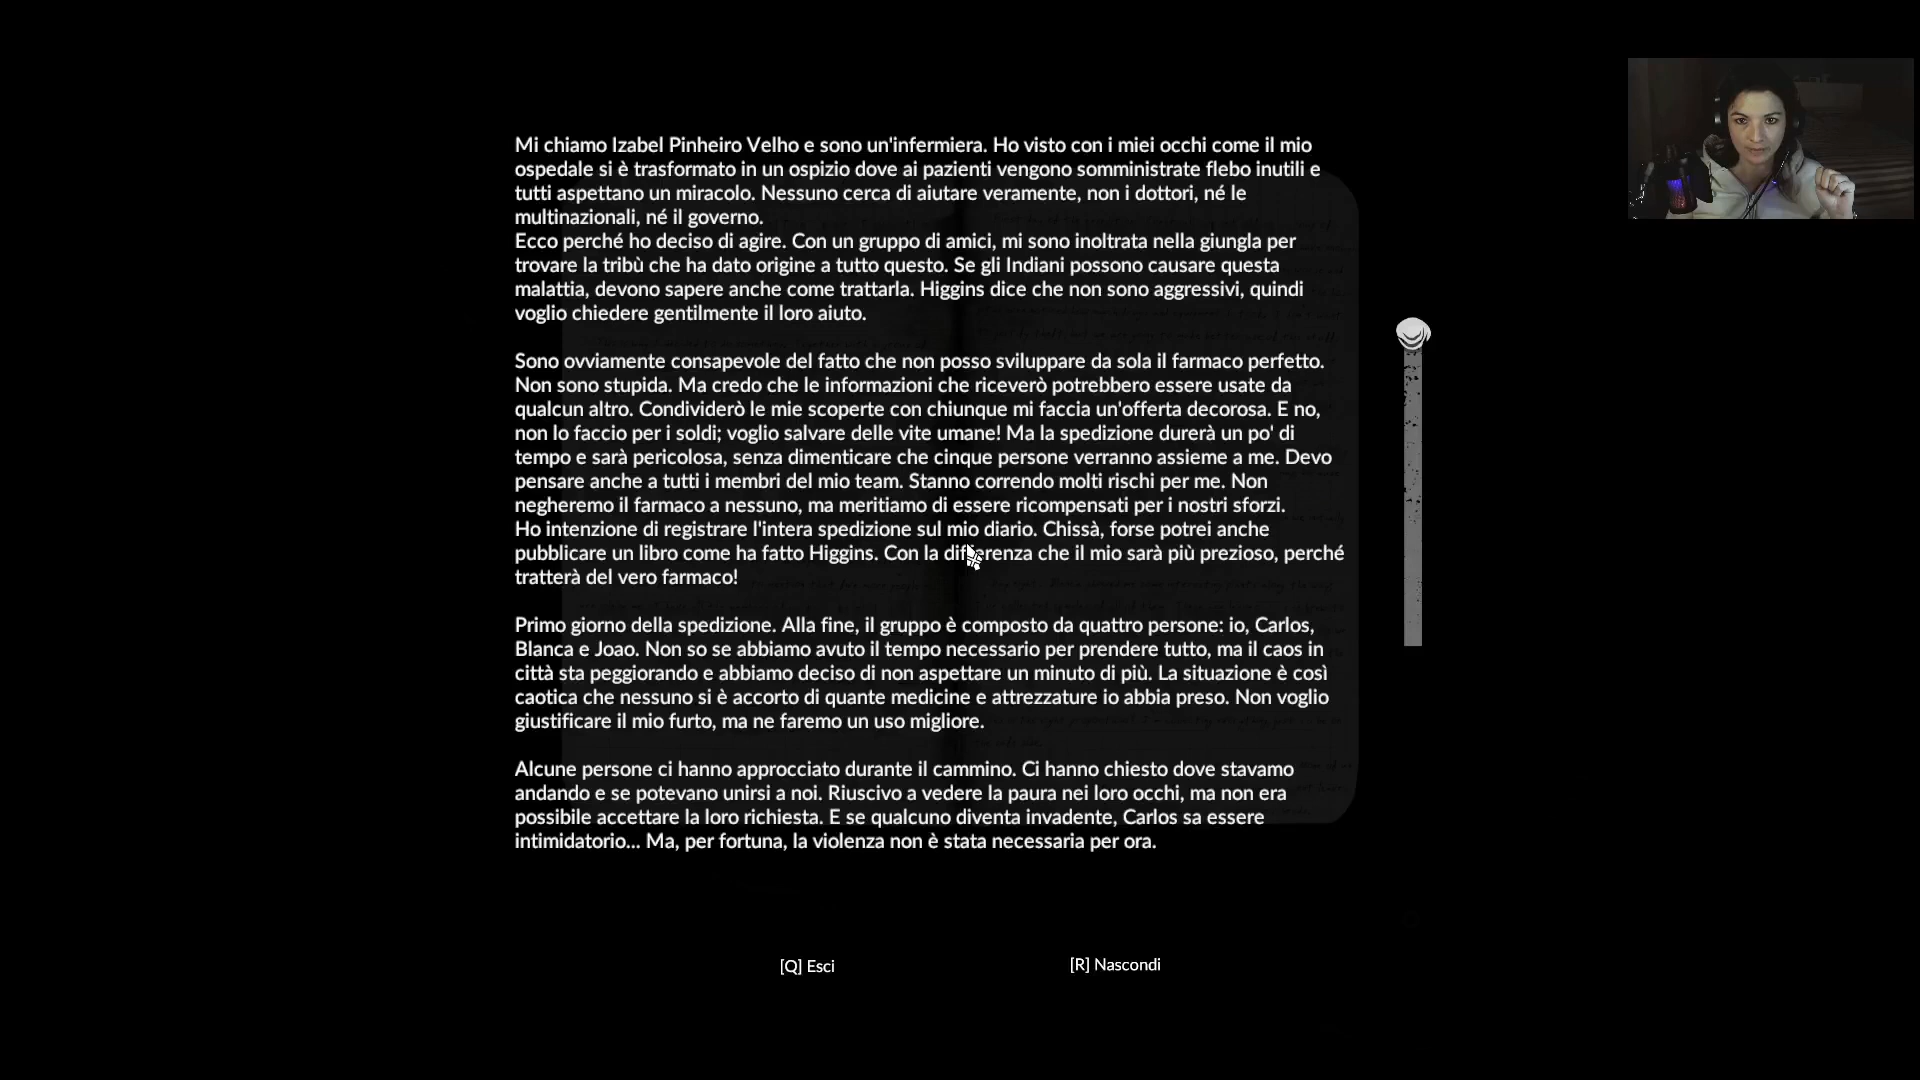 Mi chiamo Izabel Pinheiro Velho e sono un'infermiera. Ho visto con i miei occhi come il mio
ospedale si è trasformato in un ospizio dove ai pazienti vengono somministrate flebo inutili e
tutti aspettano un miracolo. Nessuno cerca di aiutare veramente, non i dottori, né le
multinazionali, né il governo.
Ecco perché ho deciso di agire. Con un gruppo di amici, mi sono inoltrata nella giungla per
trovare la tribù che ha dato origine a tutto questo. Se gli Indiani possono causare questa
malattia, devono sapere anche come trattarla. Higgins dice che non sono aggressivi, quindi
voglio chiedere gentilmente il loro aiuto.
Sono ovviamente consapevole del fatto che non posso sviluppare da sola il farmaco perfetto.
Non sono stupida. Ma credo che le informazioni che riceverò potrebbero essere usate da
qualcun altro. Condividerò le mie scoperte con chiunque mi faccia un'offerta decorosa. E no,
non lo faccio per i soldi; voglio salvare delle vite umane! Ma la spedizione durerà un po' di
tempo e sarà pericolosa, senza dimenticare che cinque persone verranno assieme a me. Devo
pensare anche a tutti i membri del mio team. Stanno correndo molti rischi per me. Non
negheremo il farmaco a nessuno, ma meritiamo di essere ricompensati per i nostri sforzi.
Ho intenzione di registrare l'intera spedizione sul mio diario. Chissà, forse potrei anche
pubblicare un libro come ha fatto Higgins. Con la differenza che il mio sarà più prezioso, perché
tratterà del vero farmaco!
Primo giorno della spedizione. Alla fine, il gruppo è composto da quattro persone: io, Carlos,
Blanca e Joao. Non so se abbiamo avuto il tempo necessario per prendere tutto, ma il caos in
città sta peggiorando e abbiamo deciso di non aspettare un minuto di più. La situazione è così
caotica che nessuno si è accorto di quante medicine e attrezzature io abbia preso. Non voglio
giustificare il mio furto, ma ne faremo un uso migliore.
Alcune persone ci hanno approcciato durante il cammino. Ci hanno chiesto dove stavamo
andando e se potevano unirsi a noi. Riuscivo a vedere la paura nei loro occhi, ma non era
possibile accettare la loro richiesta. E se qualcuno diventa invadente, Carlos sa essere
intimidatorio... Ma, per fortuna, la violenza non è stata necessaria per ora.
[Q] Esci
[R] Nascondi